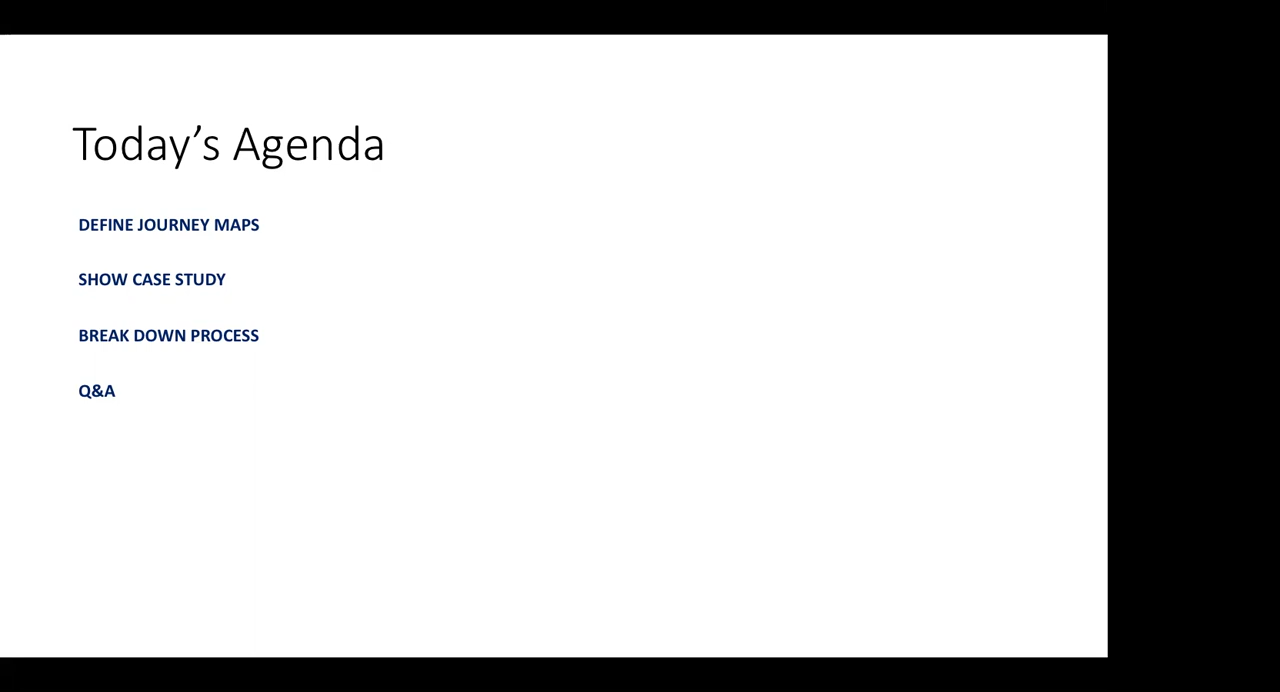 Today’s Agenda
DEFINE JOURNEY MAPS
SHOW CASE STUDY
BREAK DOWN PROCESS
Q&A